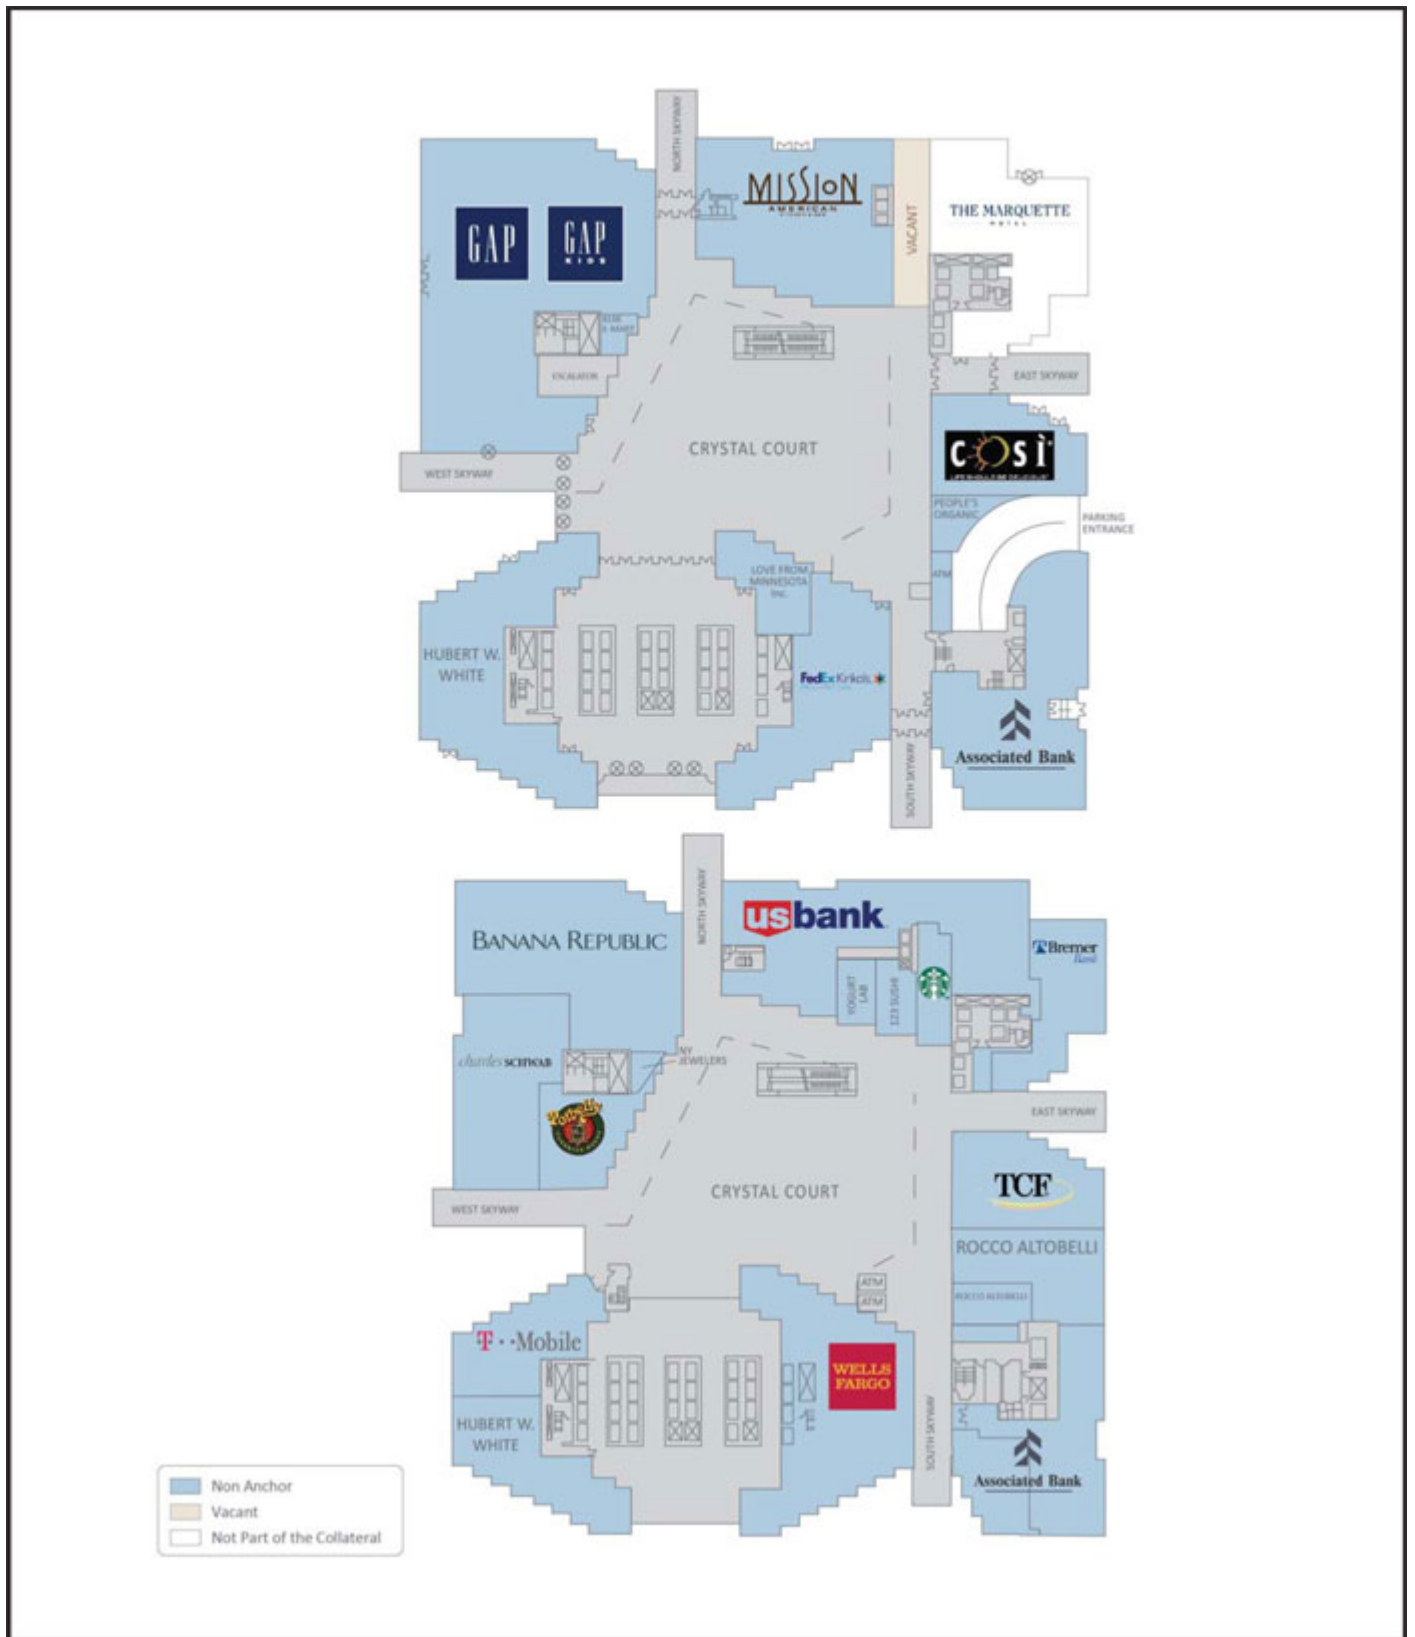 NORTH SKYWAY
MISSION
AMERICAN
GAP
GAP
KIDS
VACANT
THE MARQUETTE
HOTEL
ESCALATOR
EAST SKYWAY
CRYSTAL COURT
COSÌ
WEST SKYWAY
PEOPLE'S
ORGANIC
PARKING
ENTRANCE
ATM
LOVE FROM
MINNESOTA
Inc.
HUBERT W.
WHITE
FedEx Kinko's
SOUTH SKYWAY
Associated Bank
NORTH SKYWAY
usbank
BANANA REPUBLIC
Bremer
Bank
YOGURT
LAB
123 SUSHI
NY
JEWELERS
charles SCHWAB
EAST SKYWAY
Potbelly
CRYSTAL COURT
TCF
WEST SKYWAY
ROCCO ALTOBELLI
ATM
ATM
ROCCO ALTOBELLI
T··Mobile
WELLS
FARGO
HUBERT W.
WHITE
SOUTH SKYWAY
Associated Bank
Non Anchor
Vacant
Not Part of the Collateral